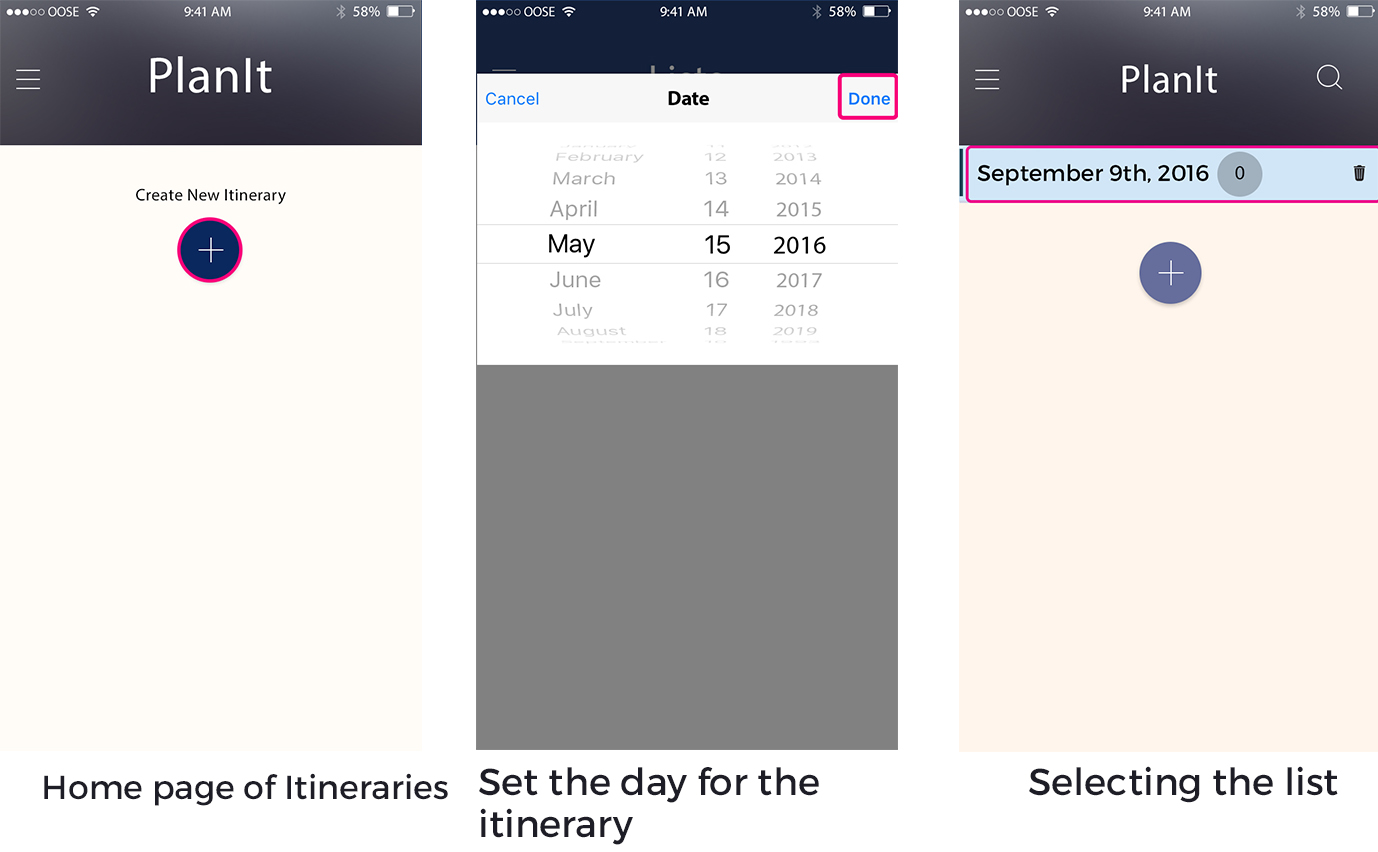 OOSE 9:41 AM 58%
PlanIt
Create New Itinerary
Home page of Itineraries
OOSE 9:41 AM 58%
Cancel Date Done
February 12 2013
March 13 2014
April 14 2015
May 15 2016
June 16 2017
July 17 2018
August 18 2019
Set the day for the
itinerary
OOSE 9:41 AM 58%
PlanIt
September 9th, 2016 0
Selecting the list